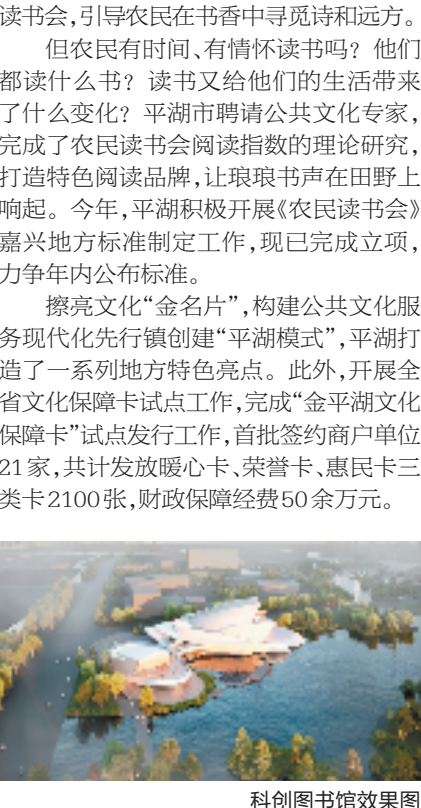 读书会,引导农民在书香中寻觅诗和远方。
但农民有时间、有情怀读书吗？他们
都读什么书？读书又给他们的生活带来
了什么变化？平湖市聘请公共文化专家,
完成了农民读书会阅读指数的理论研究,
打造特色阅读品牌,让琅琅书声在田野上
响起。今年,平湖积极开展《农民读书会》
嘉兴地方标准制定工作,现已完成立项,
力争年内公布标准。
擦亮文化“金名片”,构建公共文化服
务现代化先行镇创建“平湖模式”,平湖打
造了一系列地方特色亮点。此外,开展全
省文化保障卡试点工作,完成“金平湖文化
保障卡”试点发行工作,首批签约商户单位
21家,共计发放暖心卡、荣誉卡、惠民卡三
类卡2100张,财政保障经费50余万元。
科创图书馆效果图